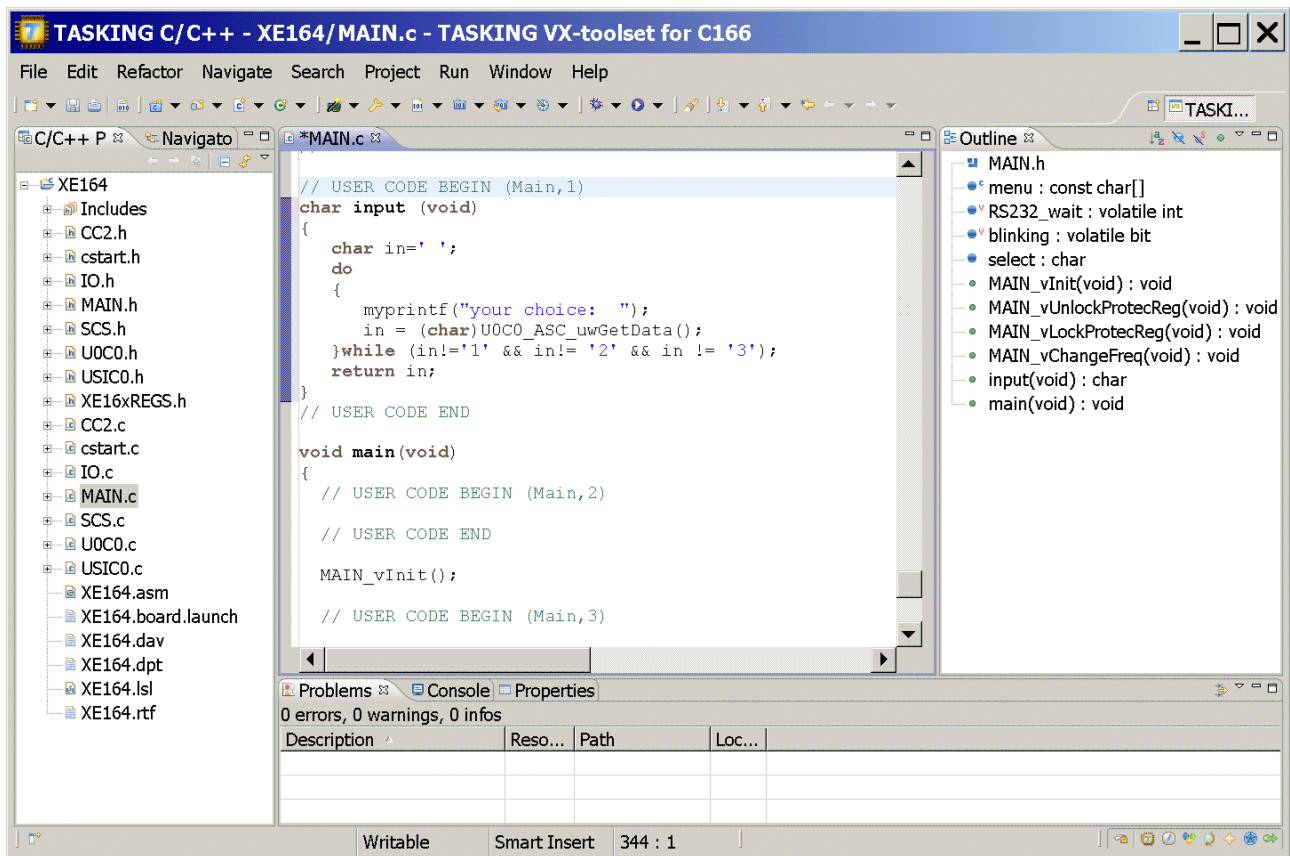 TASKING C/C++ - XE164/MAIN.c - TASKING VX-toolset for C166
File Edit Refactor Navigate Search Project Run Window Help
TASKI...
C/C++ P Navigato
XE164
Includes
CC2.h
cstart.h
IO.h
MAIN.h
SCS.h
U0C0.h
USIC0.h
XE16xREGS.h
CC2.c
cstart.c
IO.c
MAIN.c
SCS.c
U0C0.c
USIC0.c
XE164.asm
XE164.board.launch
XE164.dav
XE164.dpt
XE164.lsl
XE164.rtf
*MAIN.c
// USER CODE BEGIN (Main,1)
char input (void)
{
char in=' ';
do
{
myprintf("your choice:  ");
in = (char)U0C0_ASC_uwGetData();
}while (in!='1' && in!= '2' && in != '3');
return in;
}
// USER CODE END
void main(void)
{
// USER CODE BEGIN (Main,2)
// USER CODE END
MAIN_vInit();
// USER CODE BEGIN (Main,3)
Outline
MAIN.h
menu : const char[]
RS232_wait : volatile int
blinking : volatile bit
select : char
MAIN_vInit(void) : void
MAIN_vUnlockProtecReg(void) : void
MAIN_vLockProtecReg(void) : void
MAIN_vChangeFreq(void) : void
input(void) : char
main(void) : void
Problems Console Properties
0 errors, 0 warnings, 0 infos
Description Reso... Path Loc...
Writable Smart Insert 344 : 1